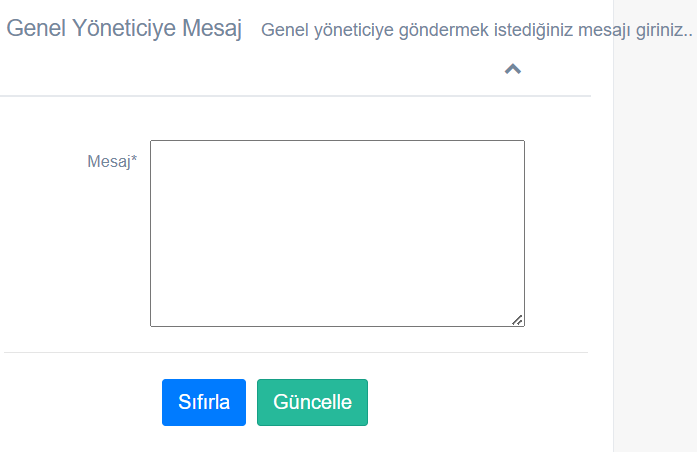 Genel Yöneticiye Mesaj Genel yöneticiye göndermek istediğiniz mesajı giriniz..
Mesaj*
Sıfırla Güncelle